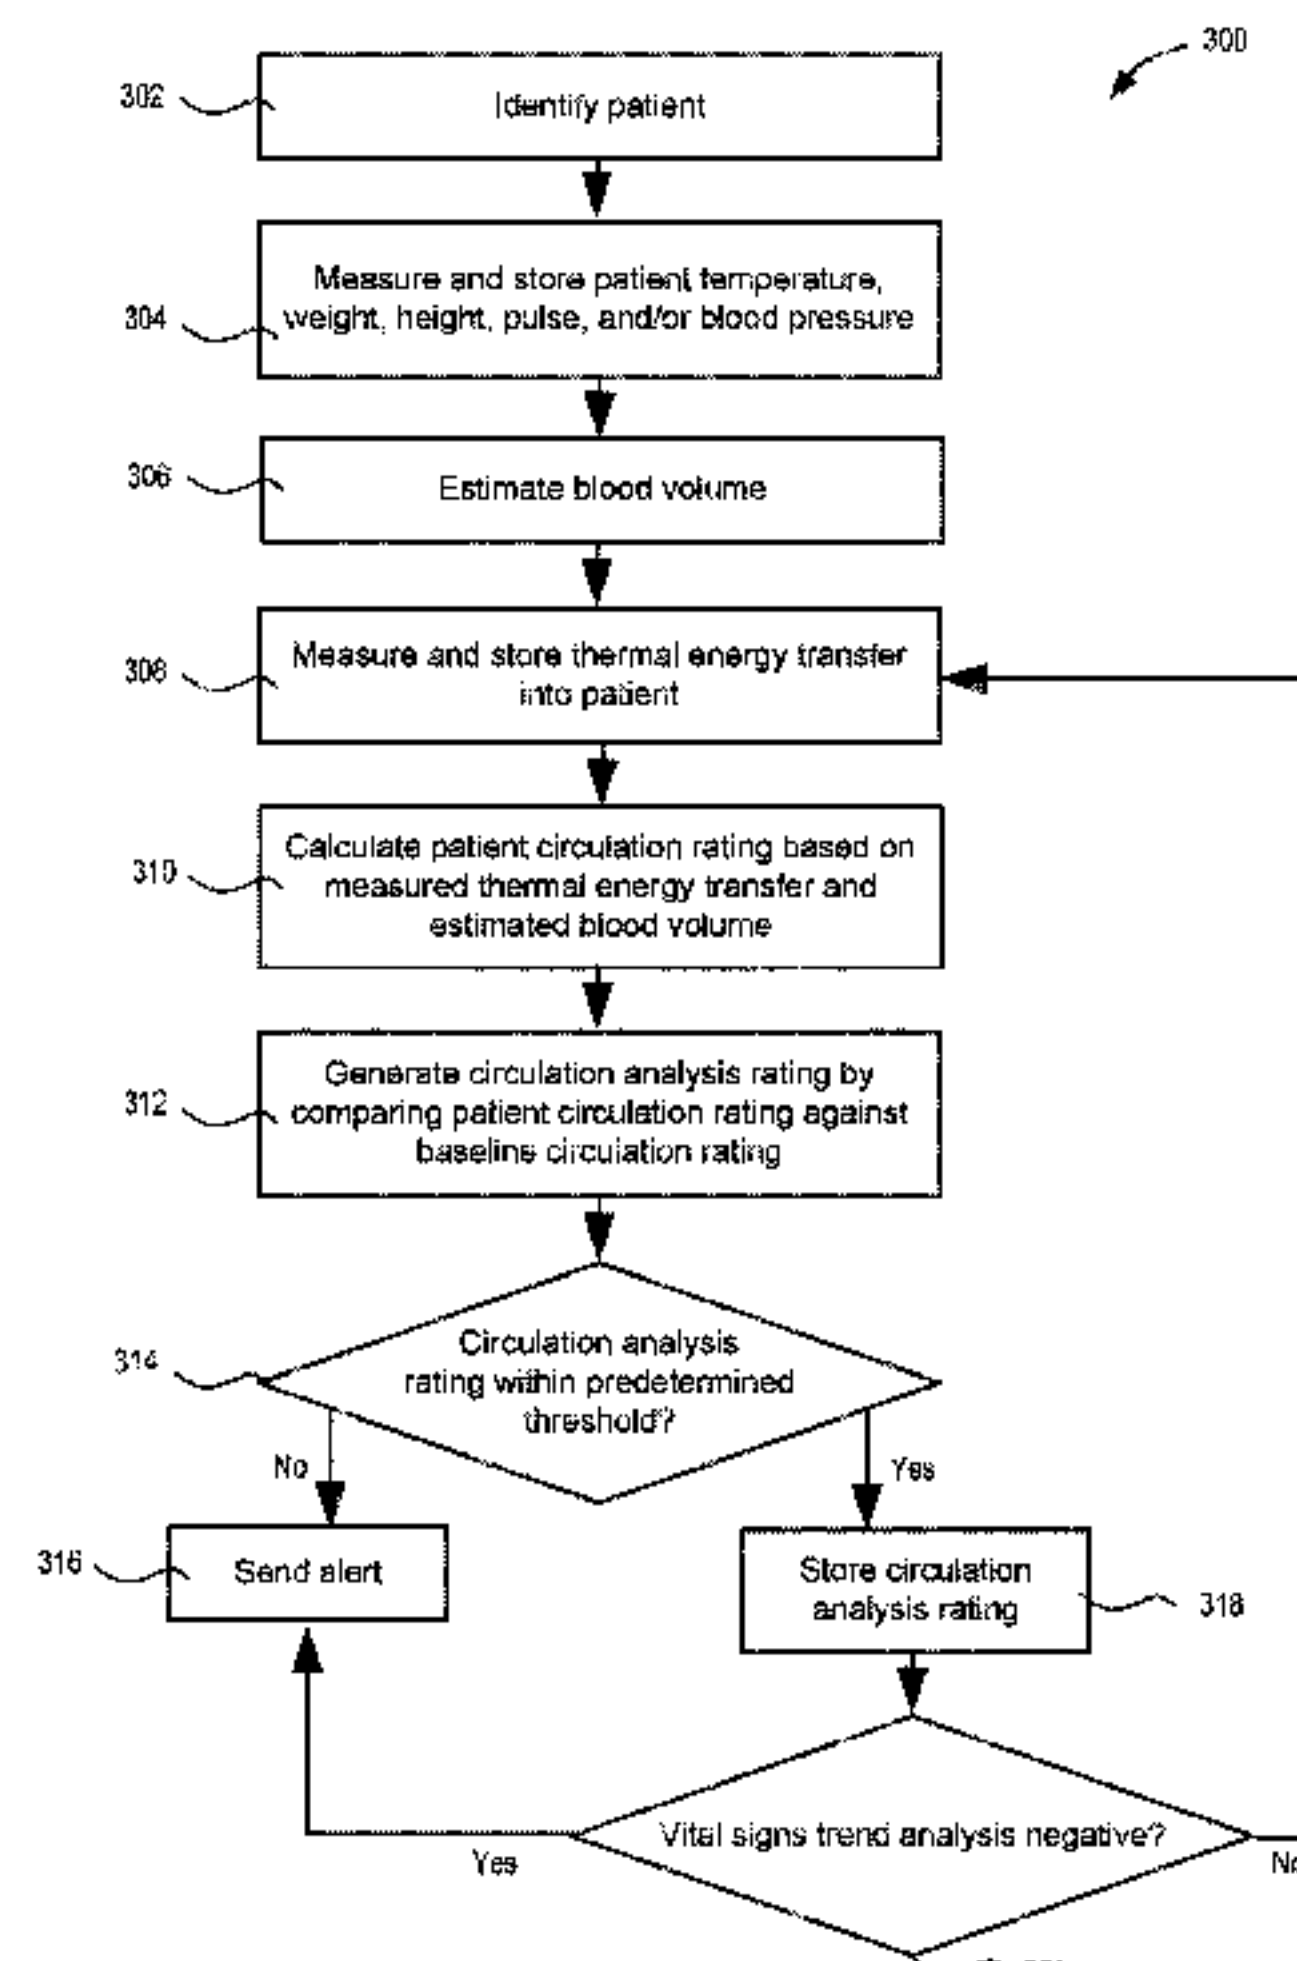 300
302
Identify patient
Measure and store patient temperature,
304
weight, height, pulse, and/or blood pressure
306
Estimate blood volume
308
Measure and store thermal energy transfer
into patient
310
Calculate patient circulation rating based on
measured thermal energy transfer and
estimated blood volume
312
Generate circulation analysis rating by
comparing patient circulation rating against
baseline circulation rating
314
Circulation analysis
rating within predetermined
threshold?
No
Yes
316
Send alert
Store circulation
analysis rating
318
Vital signs trend analysis negative?
Yes
No